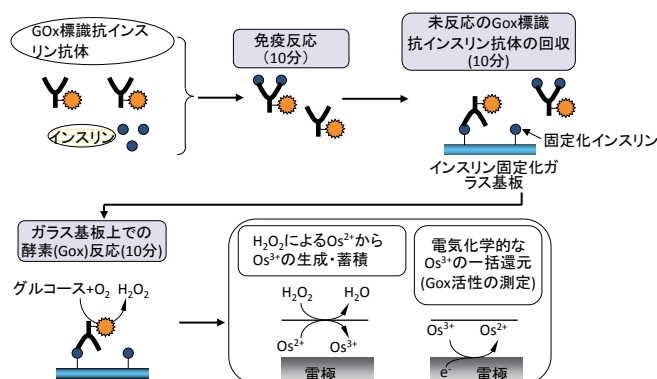 GOx標識抗インス
リン抗体
インスリン
免疫反応
（10分）
未反応のGox標識
抗インスリン抗体の回収
(10分)
固定化インスリン
インスリン固定化ガ
ラス基板
ガラス基板上での
酵素(Gox)反応(10分)
グルコース+O₂
H₂O₂
H₂O₂によるOs²⁺から
Os³⁺の生成・蓄積
H₂O₂
H₂O
Os²⁺
Os³⁺
電極
電気化学的な
Os³⁺の一括還元
(Gox活性の測定)
Os³⁺
Os²⁺
e⁻
電極